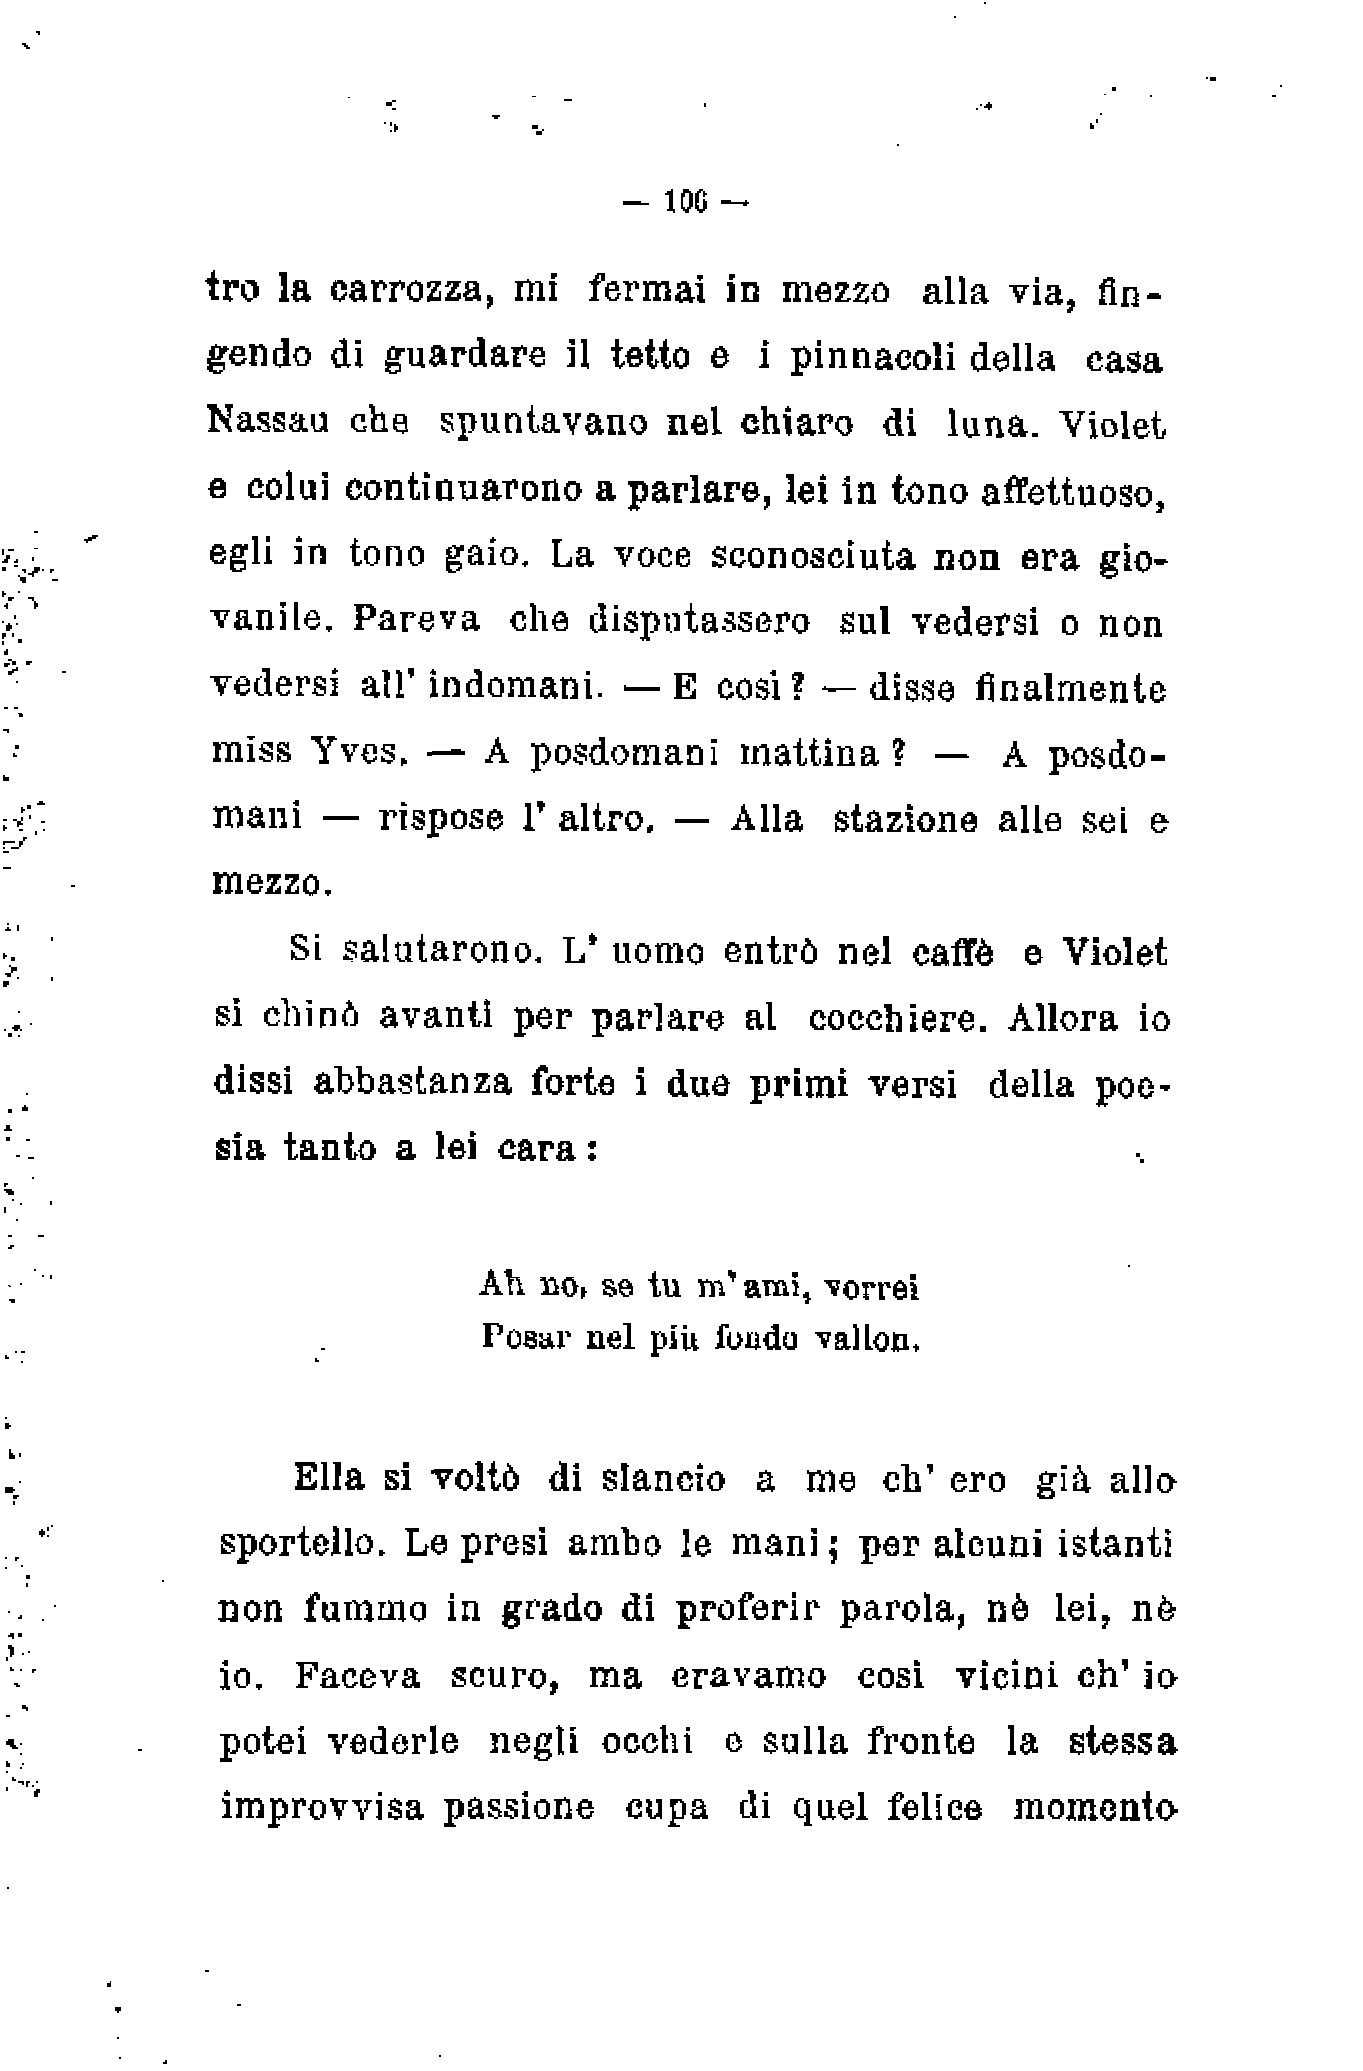 — 106 —
tro la carrozza, mi fermai in mezzo alla via, fin-
gendo di guardare il tetto e i pinnacoli della casa
Nassau che spuntavano nel chiaro di luna. Violet
e colui continuarono a parlare, lei in tono affettuoso,
egli in tono gaio. La voce sconosciuta non era gio-
vanile. Pareva che disputassero sul vedersi o non
vedersi all' indomani. — E così? — disse finalmente
miss Yves. — A posdomani mattina? — A posdo-
mani — rispose l' altro. — Alla stazione alle sei e
mezzo.
Si salutarono. L' uomo entrò nel caffè e Violet
si chinò avanti per parlare al cocchiere. Allora io
dissi abbastanza forte i due primi versi della poe-
sia tanto a lei cara:
Ah no, se tu m'ami, vorrei
Posar nel più fondo vallon.
Ella si voltò di slancio a me ch' ero già allo
sportello. Le presi ambo le mani; per alcuni istanti
non fummo in grado di proferir parola, nè lei, nè
io. Faceva scuro, ma eravamo così vicini ch' io
potei vederle negli occhi e sulla fronte la stessa
improvvisa passione cupa di quel felice momento